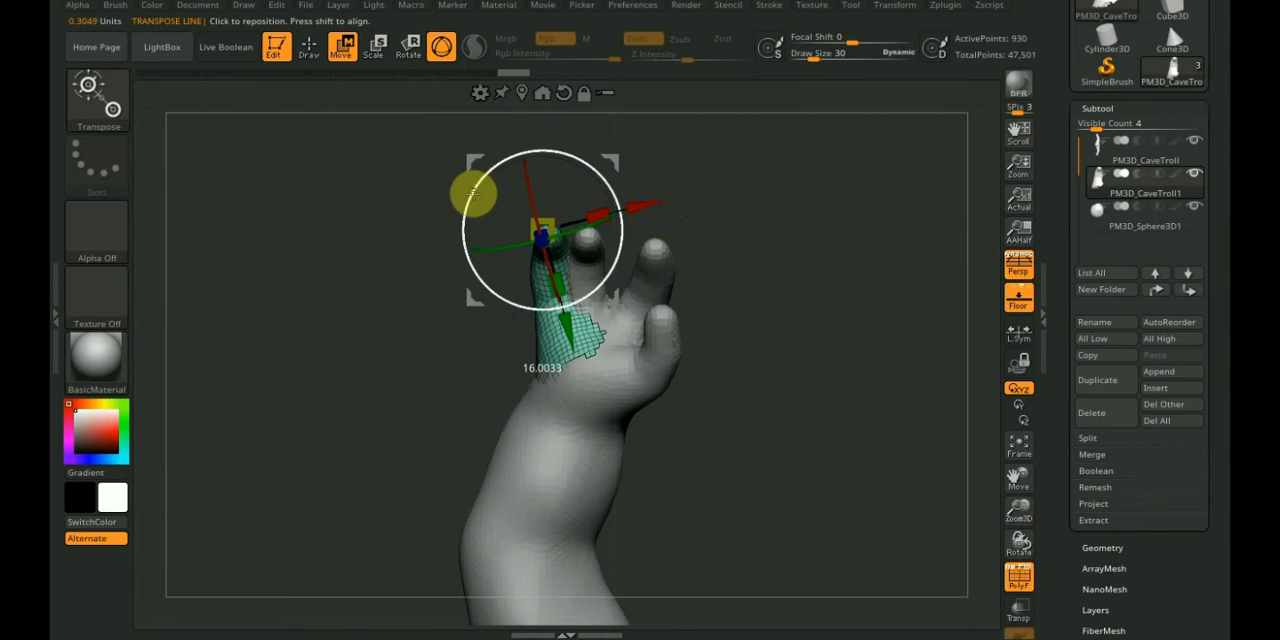 Alpha Brush Color Document Draw Edit File Layer Light Macro Marker Material Movie Picker Preferences Render Stencil Stroke Texture Tool Transform Zplugin Zscript
0.3049 Units TRANSPOSE LINE| Click to reposition. Press shift to align.
Home Page
LightBox
Live Boolean
Edit
Draw
Move
Scale
Rotate
Mrgb Rgb M
Rgb Intensity
Zadd Zsub Zcut
Z Intensity
S
Focal Shift 0
Draw Size 30
Dynamic
D
ActivePoints: 930
TotalPoints: 47,501
PM3D_CaveTro
Cube3D
Cylinder3D
Cone3D
SimpleBrush
3
PM3D_CaveTro
Transpose
Dots
Alpha Off
Texture Off
BasicMaterial
Gradient
SwitchColor
Alternate
16.0033
BPR
SPix 3
Scroll
Zoom
Actual
AAHalf
Persp
Floor
L.Sym
XYZ
Frame
Move
Zoom3D
Rotate
PolyF
Transp
Subtool
Visible Count 4
PM3D_CaveTroll
PM3D_CaveTroll1
PM3D_Sphere3D1
List All
New Folder
Rename
AutoReorder
All Low
All High
Copy
Paste
Duplicate
Append
Insert
Delete
Del Other
Del All
Split
Merge
Boolean
Remesh
Project
Extract
Geometry
ArrayMesh
NanoMesh
Layers
FiberMesh